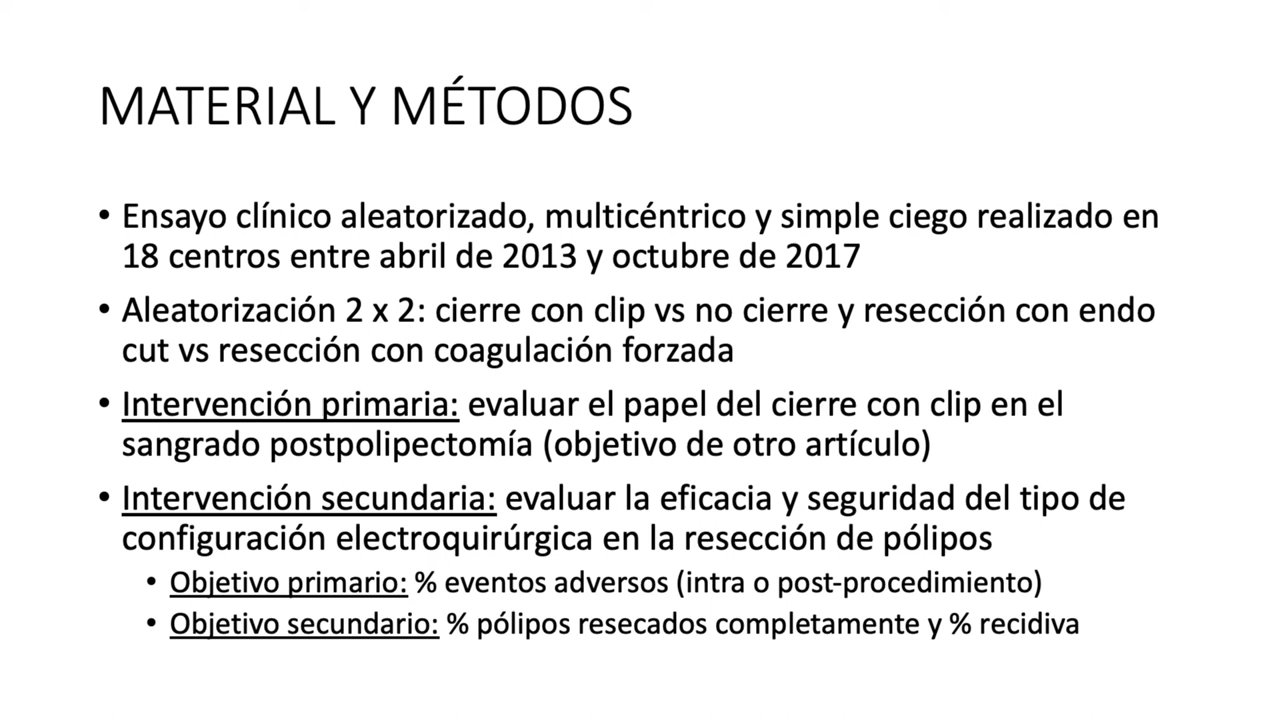 MATERIAL Y MÉTODOS
• Ensayo clínico aleatorizado, multicéntrico y simple ciego realizado en
18 centros entre abril de 2013 y octubre de 2017
• Aleatorización 2 x 2: cierre con clip vs no cierre y resección con endo
cut vs resección con coagulación forzada
• Intervención primaria: evaluar el papel del cierre con clip en el
sangrado postpolipectomía (objetivo de otro artículo)
• Intervención secundaria: evaluar la eficacia y seguridad del tipo de
configuración electroquirúrgica en la resección de pólipos
• Objetivo primario: % eventos adversos (intra o post-procedimiento)
• Objetivo secundario: % pólipos resecados completamente y % recidiva